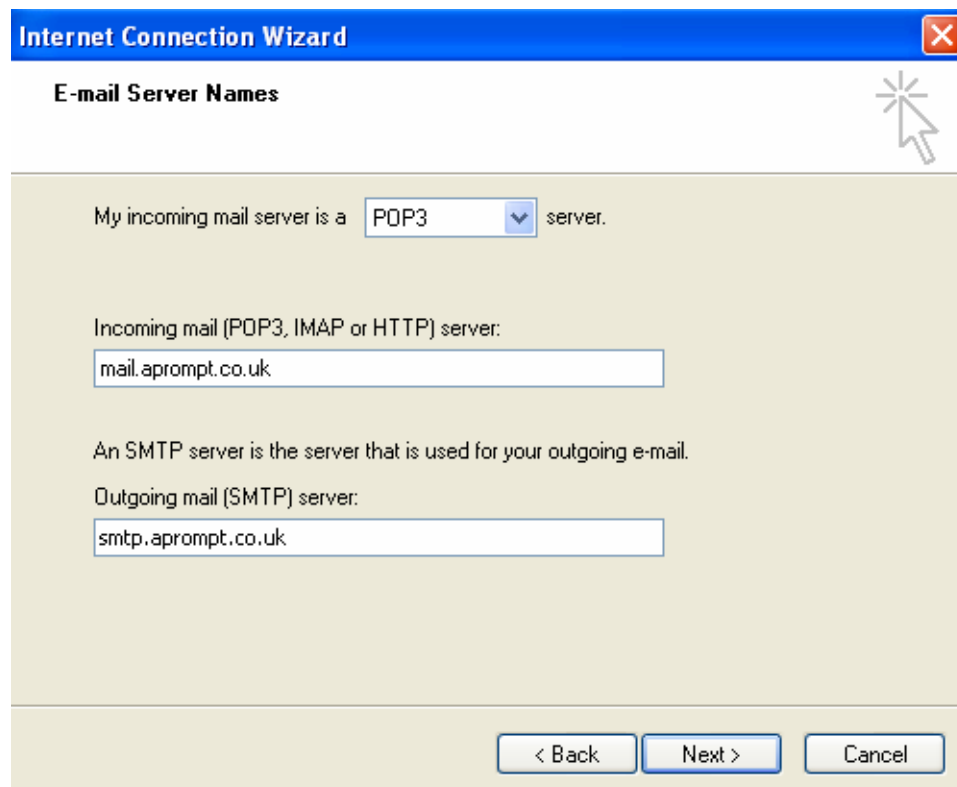 Internet Connection Wizard
E-mail Server Names
My incoming mail server is a POP3 server.
Incoming mail (POP3, IMAP or HTTP) server:
mail.aprompt.co.uk
An SMTP server is the server that is used for your outgoing e-mail.
Outgoing mail (SMTP) server:
smtp.aprompt.co.uk
< Back Next > Cancel